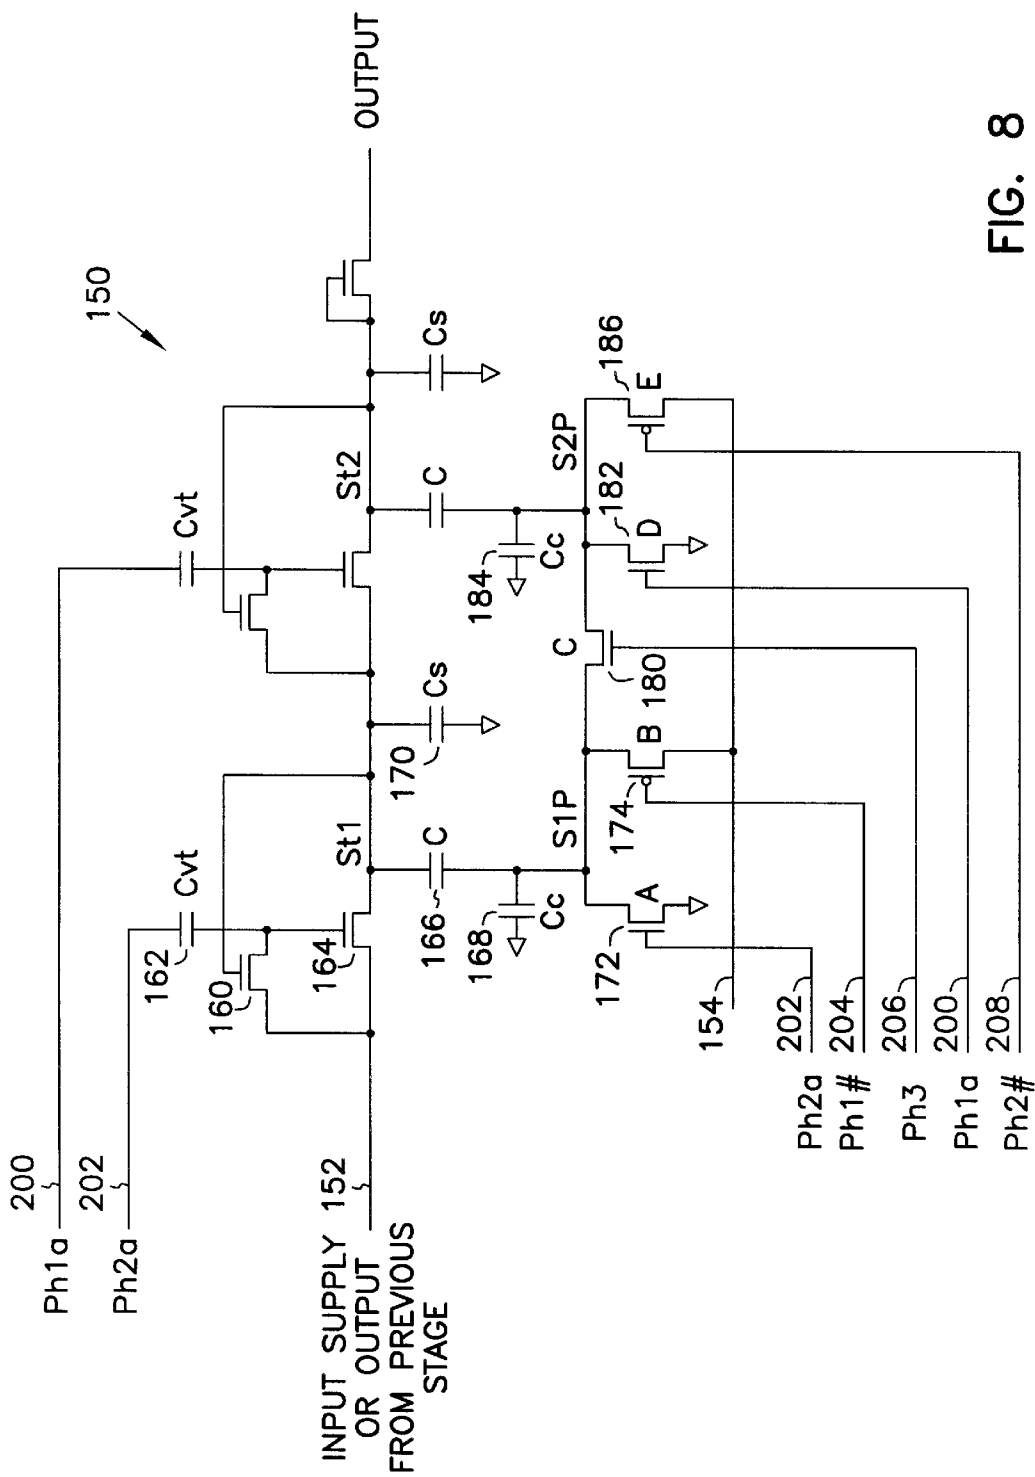 150
200
Ph1a
202
Ph2a
Cvt
162
160
164
Cvt
INPUT SUPPLY 152
OR OUTPUT
FROM PREVIOUS
STAGE
St1
St2
OUTPUT
166
C
170
Cs
C
Cs
168
Cc
184
Cc
S1P
S2P
172
A
174
B
C
180
182
D
186
E
154
Ph2a 202
Ph1# 204
Ph3 206
Ph1a 200
Ph2# 208
FIG. 8